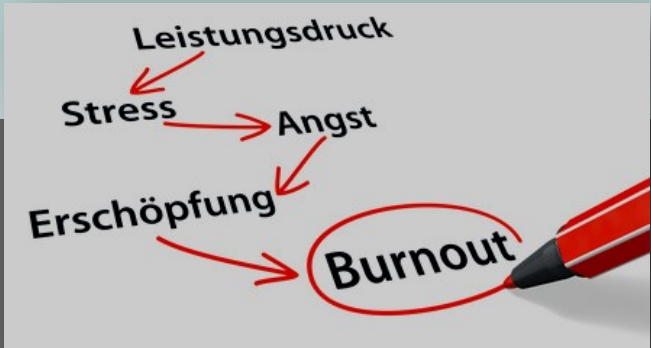 Leistungsdruck
Stress
Angst
Erschöpfung
Burnout